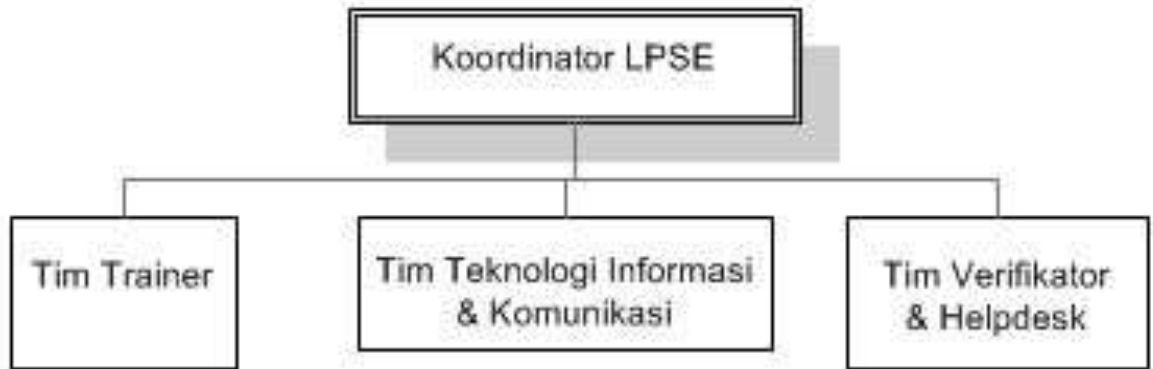 Koordinator LPSE
Tim Trainer
Tim Teknologi Informasi
& Komunikasi
Tim Verifikator
& Helpdesk